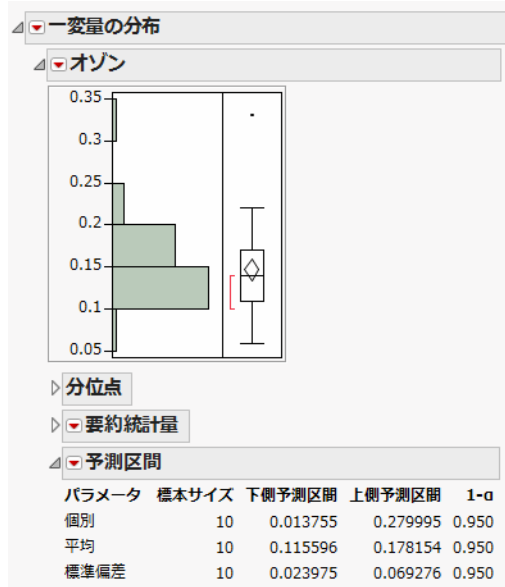 一変量の分布
オゾン
0.35
0.3
0.25
0.2
0.15
0.1
0.05
分位点
要約統計量
予測区間
パラメータ 標本サイズ 下側予測区間 上側予測区間 1-α
個別 10 0.013755 0.279995 0.950
平均 10 0.115596 0.178154 0.950
標準偏差 10 0.023975 0.069276 0.950